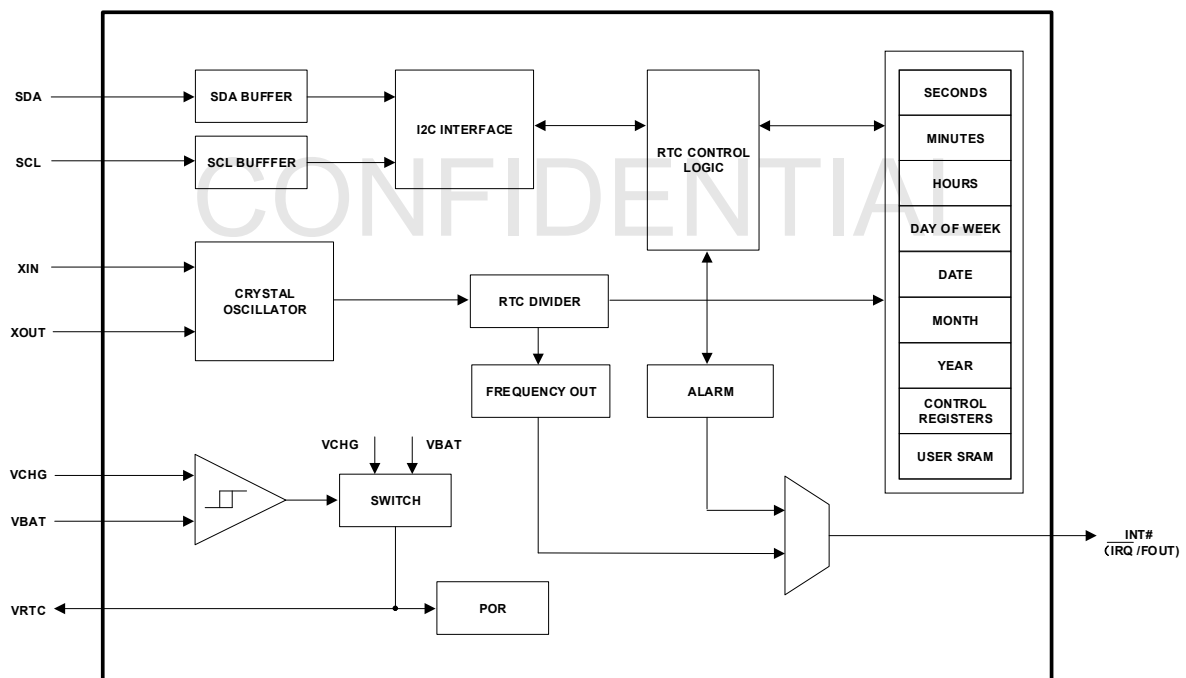 SDA
SDA BUFFER
SCL
SCL BUFFFER
I2C INTERFACE
RTC CONTROL
LOGIC
SECONDS
MINUTES
HOURS
DAY OF WEEK
DATE
MONTH
YEAR
CONTROL
REGISTERS
USER SRAM
CONFIDENTIAL
XIN
XOUT
CRYSTAL
OSCILLATOR
RTC DIVIDER
FREQUENCY OUT
ALARM
VCHG
VBAT
VCHG
VBAT
SWITCH
INT#
(IRQ /FOUT)
VRTC
POR